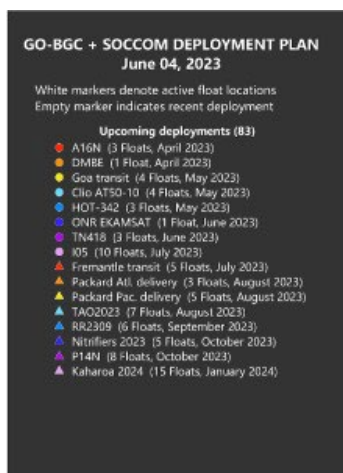 GO-BGC + SOCCOM DEPLOYMENT PLAN
June 04, 2023
White markers denote active float locations
Empty marker indicates recent deployment
Upcoming deployments (83)
A16N (3 Floats, April 2023)
DMBE (1 Float, April 2023)
Goa transit (4 Floats, May 2023)
Clio AT50-10 (4 Floats, May 2023)
HOT-342 (3 Floats, May 2023)
ONR EKAMSAT (1 Float, June 2023)
TN418 (3 Floats, June 2023)
I05 (10 Floats, July 2023)
Fremantle transit (5 Floats, July 2023)
Packard Atl. delivery (3 Floats, August 2023)
Packard Pac. delivery (5 Floats, August 2023)
TAO2023 (7 Floats, August 2023)
RR2309 (6 Floats, September 2023)
Nitrifiers 2023 (5 Floats, October 2023)
P14N (8 Floats, October 2023)
Kaharoa 2024 (15 Floats, January 2024)